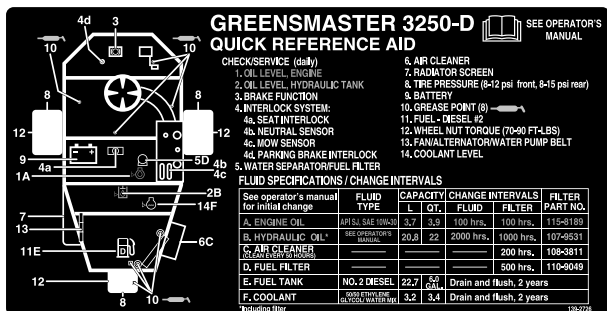 GREENSMASTER 3250-D
QUICK REFERENCE AID
SEE OPERATOR'S
MANUAL
CHECK/SERVICE (daily)
1. OIL LEVEL, ENGINE
2. OIL LEVEL, HYDRAULIC TANK
3. BRAKE FUNCTION
4. INTERLOCK SYSTEM:
4a. SEAT INTERLOCK
4b. NEUTRAL SENSOR
4c. MOW SENSOR
4d. PARKING BRAKE INTERLOCK
5. WATER SEPARATOR/FUEL FILTER
6. AIR CLEANER
7. RADIATOR SCREEN
8. TIRE PRESSURE (8-12 psi front, 8-15 psi rear)
9. BATTERY
10. GREASE POINT (8)
11. FUEL - DIESEL #2
12. WHEEL NUT TORQUE (70-90 FT-LBS)
13. FAN/ALTERNATOR/WATER PUMP BELT
14. COOLANT LEVEL
FLUID SPECIFICATIONS / CHANGE INTERVALS
See operator's manual for initial change
FLUID TYPE
CAPACITY
L
QT.
CHANGE INTERVALS
FLUID
FILTER
FILTER PART NO.
A. ENGINE OIL API SJ, SAE 10W-30 3.7 3.9 100 hrs. 100 hrs. 115-8189
B. HYDRAULIC OIL* SEE OPERATOR'S MANUAL 20.8 22 2000 hrs. 1000 hrs. 107-9531
C. AIR CLEANER (CLEAN EVERY 50 HOURS) 200 hrs. 108-3811
D. FUEL FILTER 500 hrs. 110-9049
E. FUEL TANK NO. 2 DIESEL 22.7 6.0 GAL. Drain and flush, 2 years
F. COOLANT 50/50 ETHYLENE GLYCOL/WATER MIX 3.2 3.4 Drain and flush, 2 years
*Including filter
139-2725
4d
3
10
10
8
8
12
12
9
4a
1A
5D
4b
4c
2B
14F
7
13
11E
6C
12
8
10